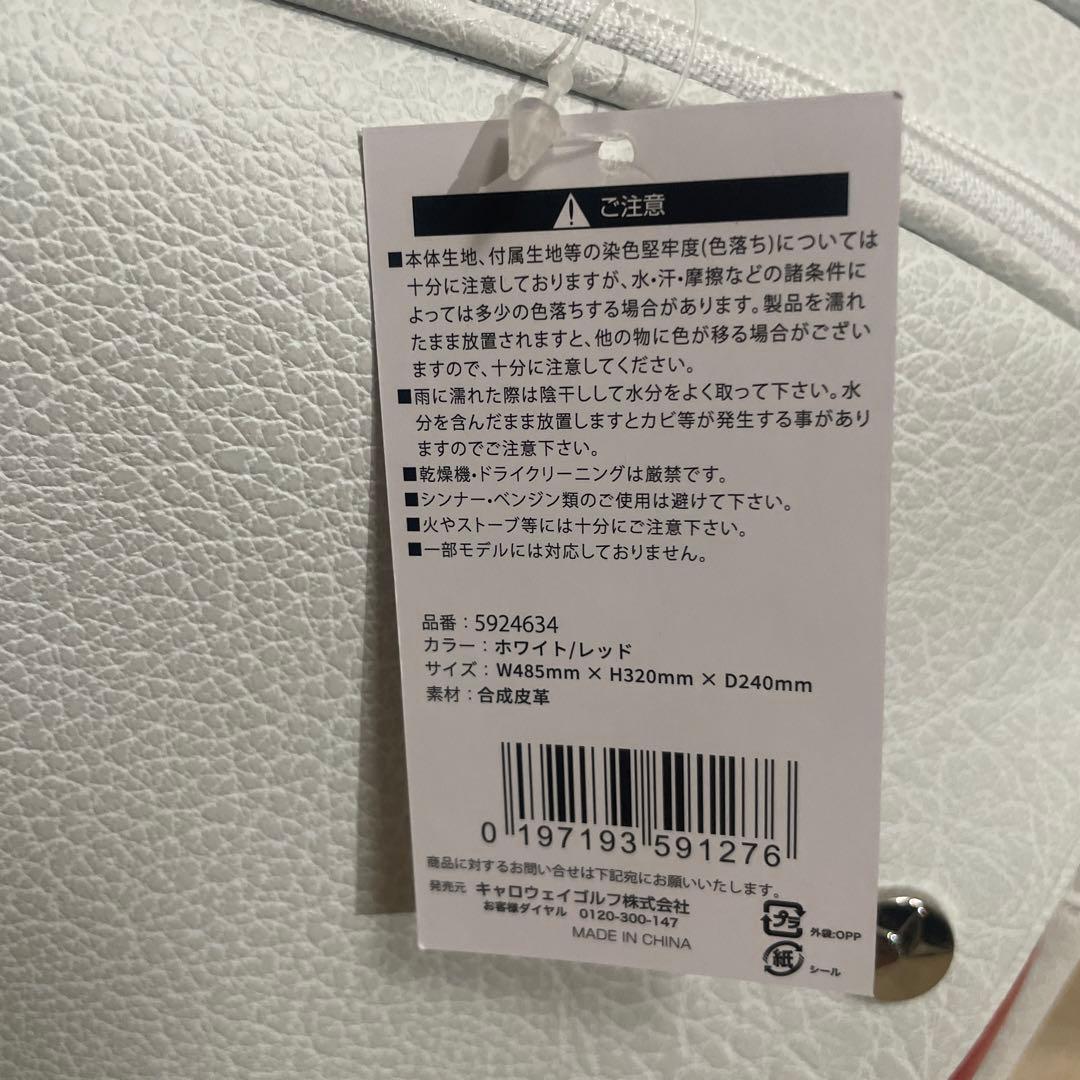 ご注意
■本体生地、付属生地等の染色堅牢度(色落ち)については
十分に注意しておりますが、水・汗・摩擦などの諸条件に
よっては多少の色落ちする場合があります。製品を濡れ
たまま放置されますと、他の物に色が移る場合がござい
ますので、十分に注意してください。
■雨に濡れた際は陰干しして水分をよく取って下さい。水
分を含んだまま放置しますとカビ等が発生する事があり
ますのでご注意下さい。
■乾燥機・ドライクリーニングは厳禁です。
■シンナー・ベンジン類のご使用は避けて下さい。
■火やストーブ等には十分にご注意下さい。
■一部モデルには対応しておりません。
品番：5924634
カラー：ホワイト/レッド
サイズ：W485mm × H320mm × D240mm
素材：合成皮革
0 197193 591276
商品に対するお問い合せは下記宛にお願いいたします。
発売元 キャロウェイゴルフ株式会社
お客様ダイヤル 0120-300-147
MADE IN CHINA
プラ 外袋:OPP
紙 シール